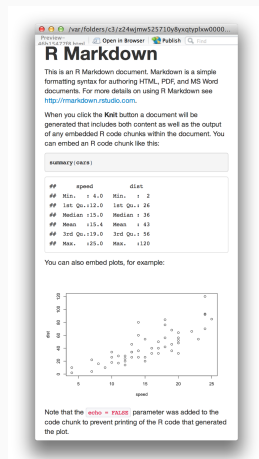 /var/folders/c3/z24wjmw525710y8yxqtyplxw0000...
Preview-
Open in Browser Publish Find
R Markdown
This is an R Markdown document. Markdown is a simple
formatting syntax for authoring HTML, PDF, and MS Word
documents. For more details on using R Markdown see
http://rmarkdown.rstudio.com.
When you click the Knit button a document will be
generated that includes both content as well as the output
of any embedded R code chunks within the document. You
can embed an R code chunk like this:
summary(cars)
## speed dist
## Min. : 4.0 Min. : 2
## 1st Qu.:12.0 1st Qu.: 26
## Median :15.0 Median : 36
## Mean :15.4 Mean : 43
## 3rd Qu.:19.0 3rd Qu.: 56
## Max. :25.0 Max. :120
You can also embed plots, for example:
dist
0 20 40 60 80 120
5 10 15 20 25
speed
Note that the echo = FALSE parameter was added to the
code chunk to prevent printing of the R code that generated
the plot.